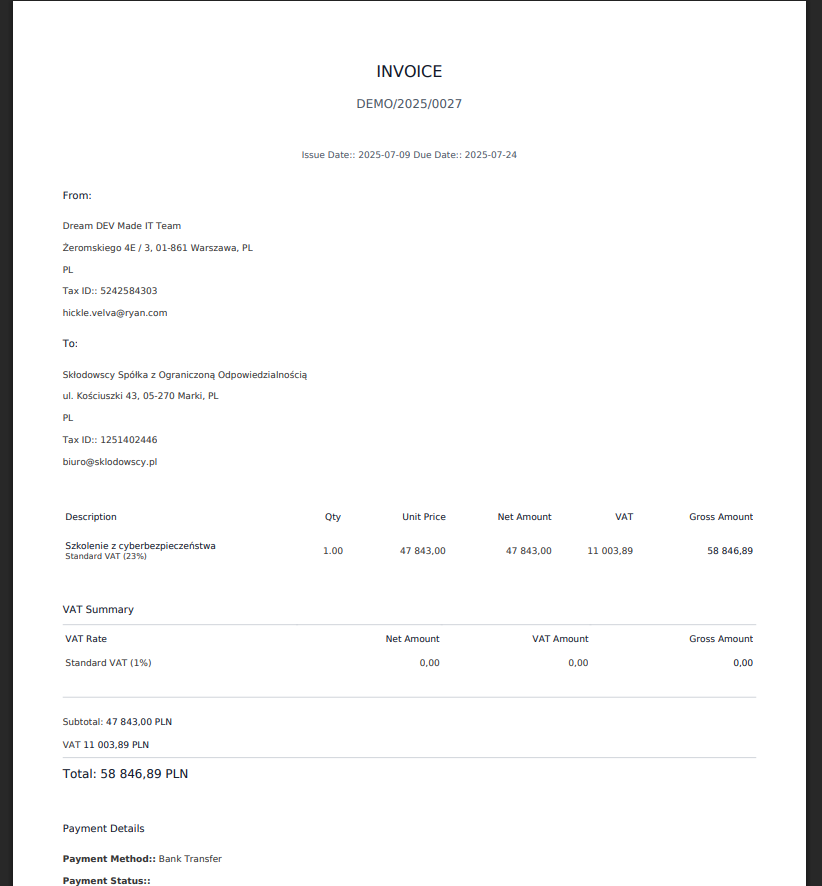 INVOICE
DEMO/2025/0027
Issue Date:: 2025-07-09 Due Date:: 2025-07-24
From:
Dream DEV Made IT Team
Żeromskiego 4E / 3, 01-861 Warszawa, PL
PL
Tax ID:: 5242584303
hickle.velva@ryan.com
To:
Skłodowscy Spółka z Ograniczoną Odpowiedzialnością
ul. Kościuszki 43, 05-270 Marki, PL
PL
Tax ID:: 1251402446
biuro@sklodowscy.pl
Description Qty Unit Price Net Amount VAT Gross Amount
Szkolenie z cyberbezpieczeństwa 1.00 47 843,00 47 843,00 11 003,89 58 846,89
Standard VAT (23%)
VAT Summary
VAT Rate Net Amount VAT Amount Gross Amount
Standard VAT (1%) 0,00 0,00 0,00
Subtotal: 47 843,00 PLN
VAT 11 003,89 PLN
Total: 58 846,89 PLN
Payment Details
Payment Method:: Bank Transfer
Payment Status::